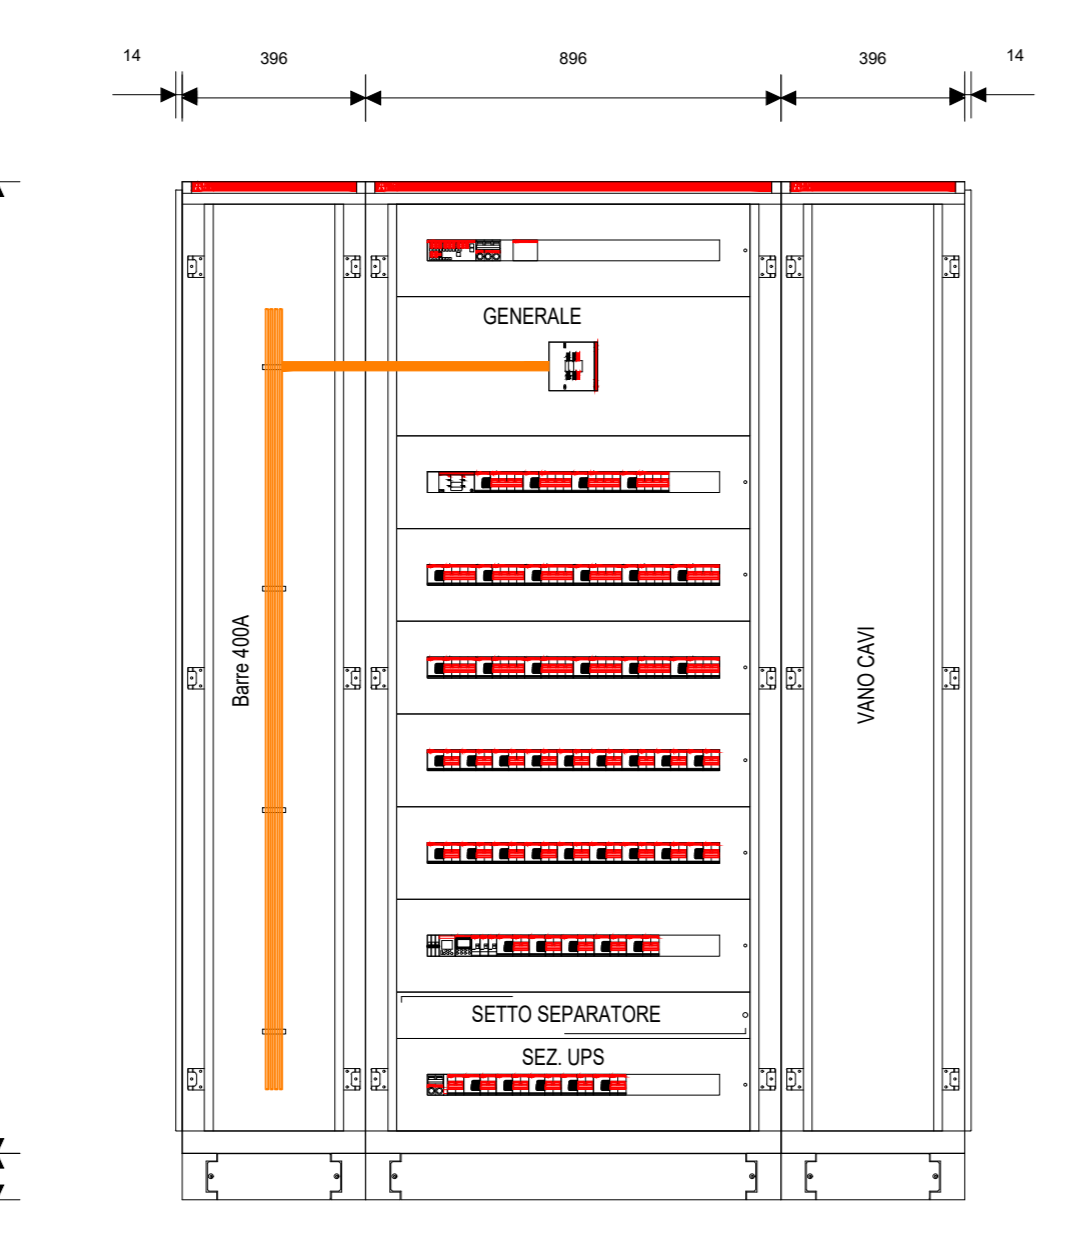 14
396
896
396
14
GENERALE
Barre 400A
VANO CAVI
SETTO SEPARATORE
SEZ. UPS